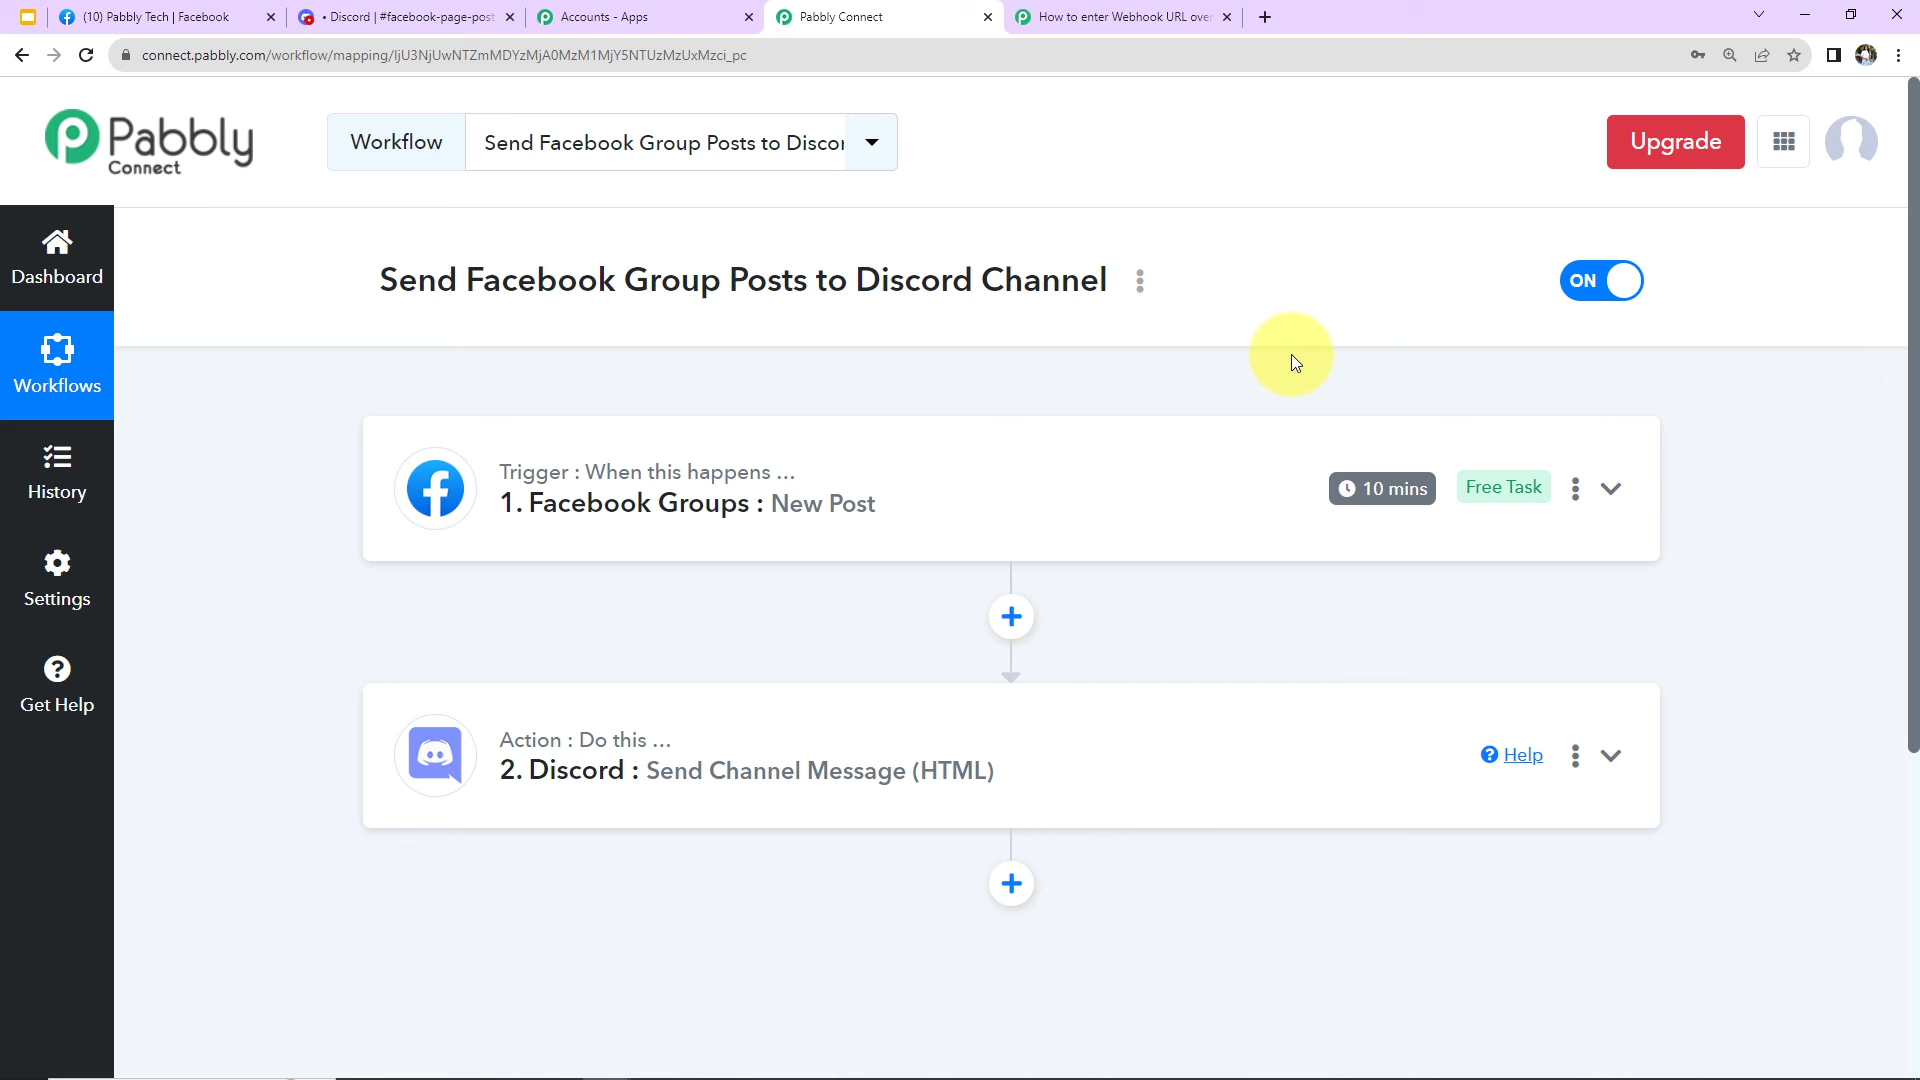 (10) Pabbly Tech | Facebook
• Discord | #facebook-page-post
Accounts - Apps
Pabbly Connect
How to enter Webhook URL over
connect.pabbly.com/workflow/mapping/IjU3NjUwNTZmMDYzMjA0MzM1MjY5NTUzMzUxMzci_pc
Pabbly
Connect
Workflow
Send Facebook Group Posts to Discor
Upgrade
Dashboard
Workflows
History
Settings
Get Help
Send Facebook Group Posts to Discord Channel
ON
Trigger : When this happens ...
1. Facebook Groups : New Post
10 mins
Free Task
Action : Do this ...
2. Discord : Send Channel Message (HTML)
Help